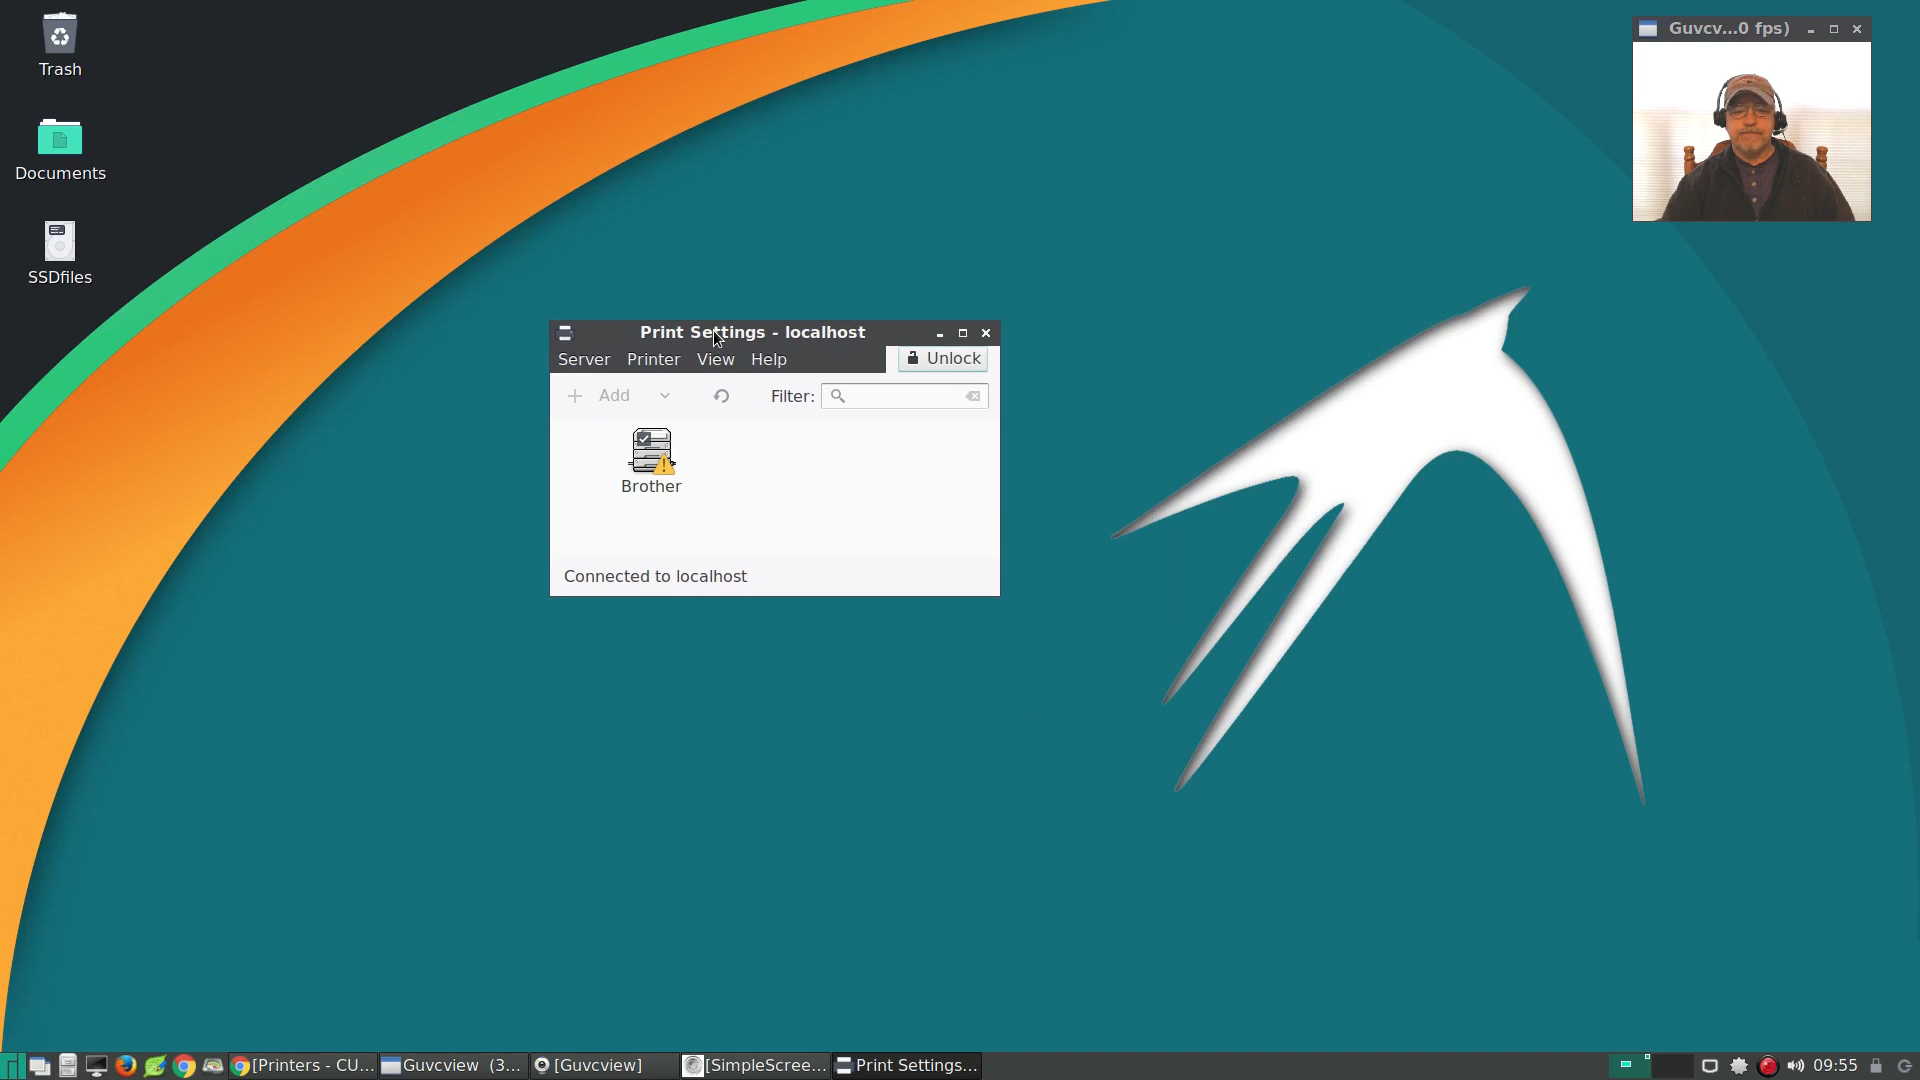 Trash
Documents
SSDfiles
Guvcv...0 fps)
Print Settings - localhost
Server Printer View Help Unlock
Add Filter:
Brother
Connected to localhost
[Printers - CU... Guvcview (3... [Guvcview] [SimpleScree... Print Settings... 09:55